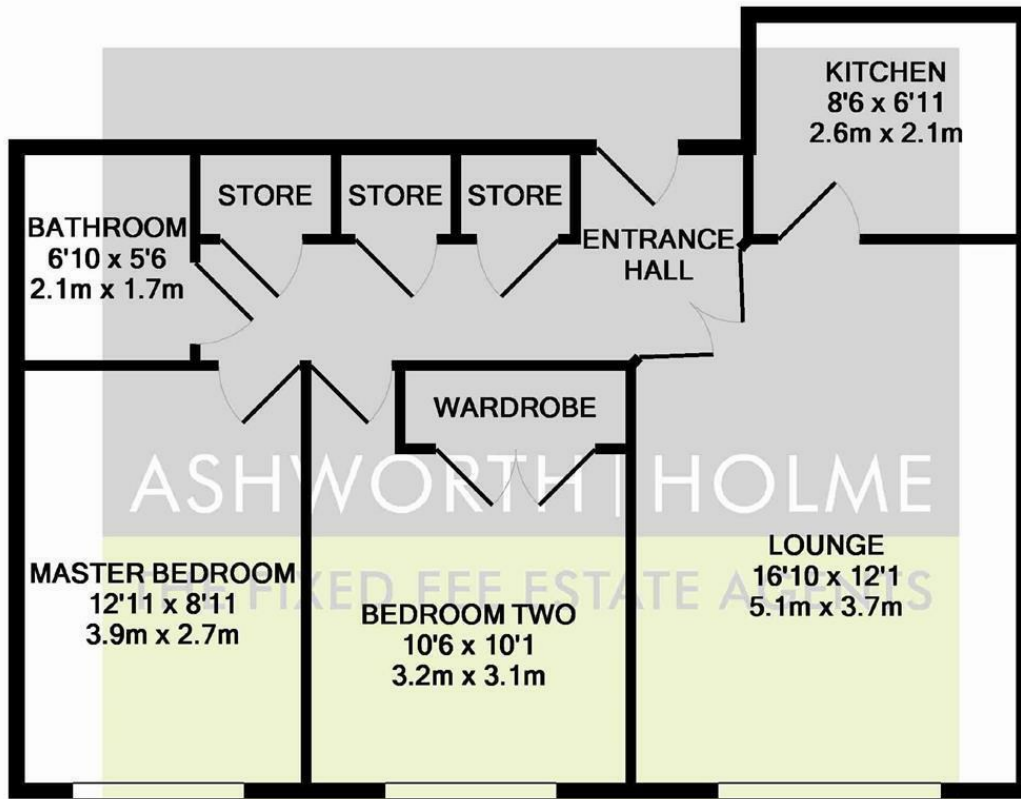 KITCHEN
8'6 x 6'11
2.6m x 2.1m
STORE
STORE
STORE
BATHROOM
6'10 x 5'6
2.1m x 1.7m
ENTRANCE
HALL
WARDROBE
ASHWORTH | HOLME
THE FIXED FEE ESTATE AGENTS
MASTER BEDROOM
12'11 x 8'11
3.9m x 2.7m
BEDROOM TWO
10'6 x 10'1
3.2m x 3.1m
LOUNGE
16'10 x 12'1
5.1m x 3.7m